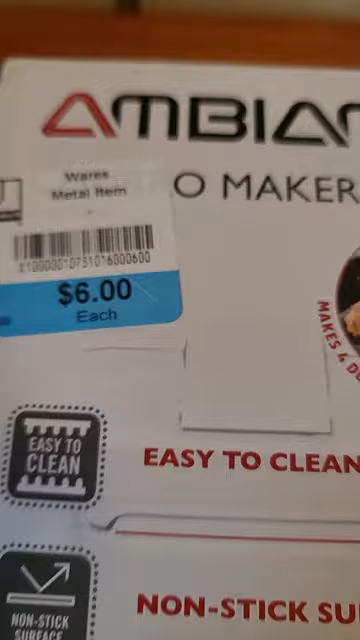 AMBIAN
Wares
Metal Item
O MAKER
$6.00
Each
MAKES 4 D
EASY TO
CLEAN
EASY TO CLEAN
NON-STICK
SURFACE
NON-STICK SU